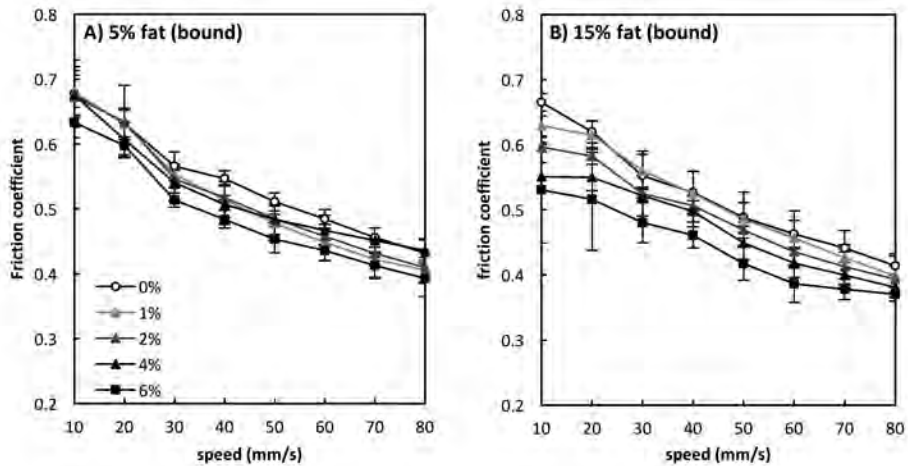 A) 5% fat (bound)
0.8
0.7
0.6
0.5
0.4
0.3
0.2
Friction coefficient
0%
1%
2%
4%
6%
10 20 30 40 50 60 70 80
speed (mm/s)
B) 15% fat (bound)
0.8
0.7
0.6
0.5
0.4
0.3
0.2
friction coefficient
10 20 30 40 50 60 70 80
speed (mm/s)